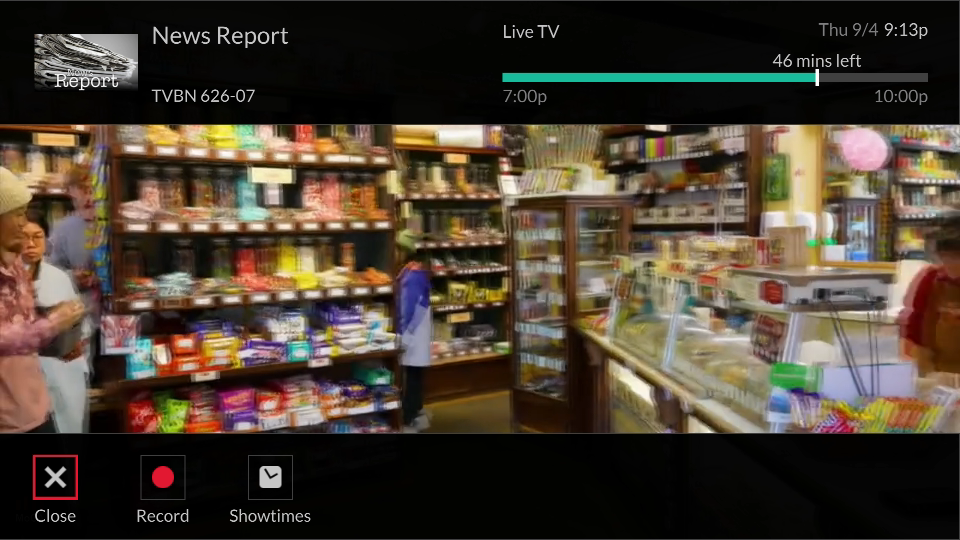 News Report
Report
TVBN 626-07
Live TV
Thu 9/4 9:13p
46 mins left
7:00p
10:00p
Close
Record
Showtimes